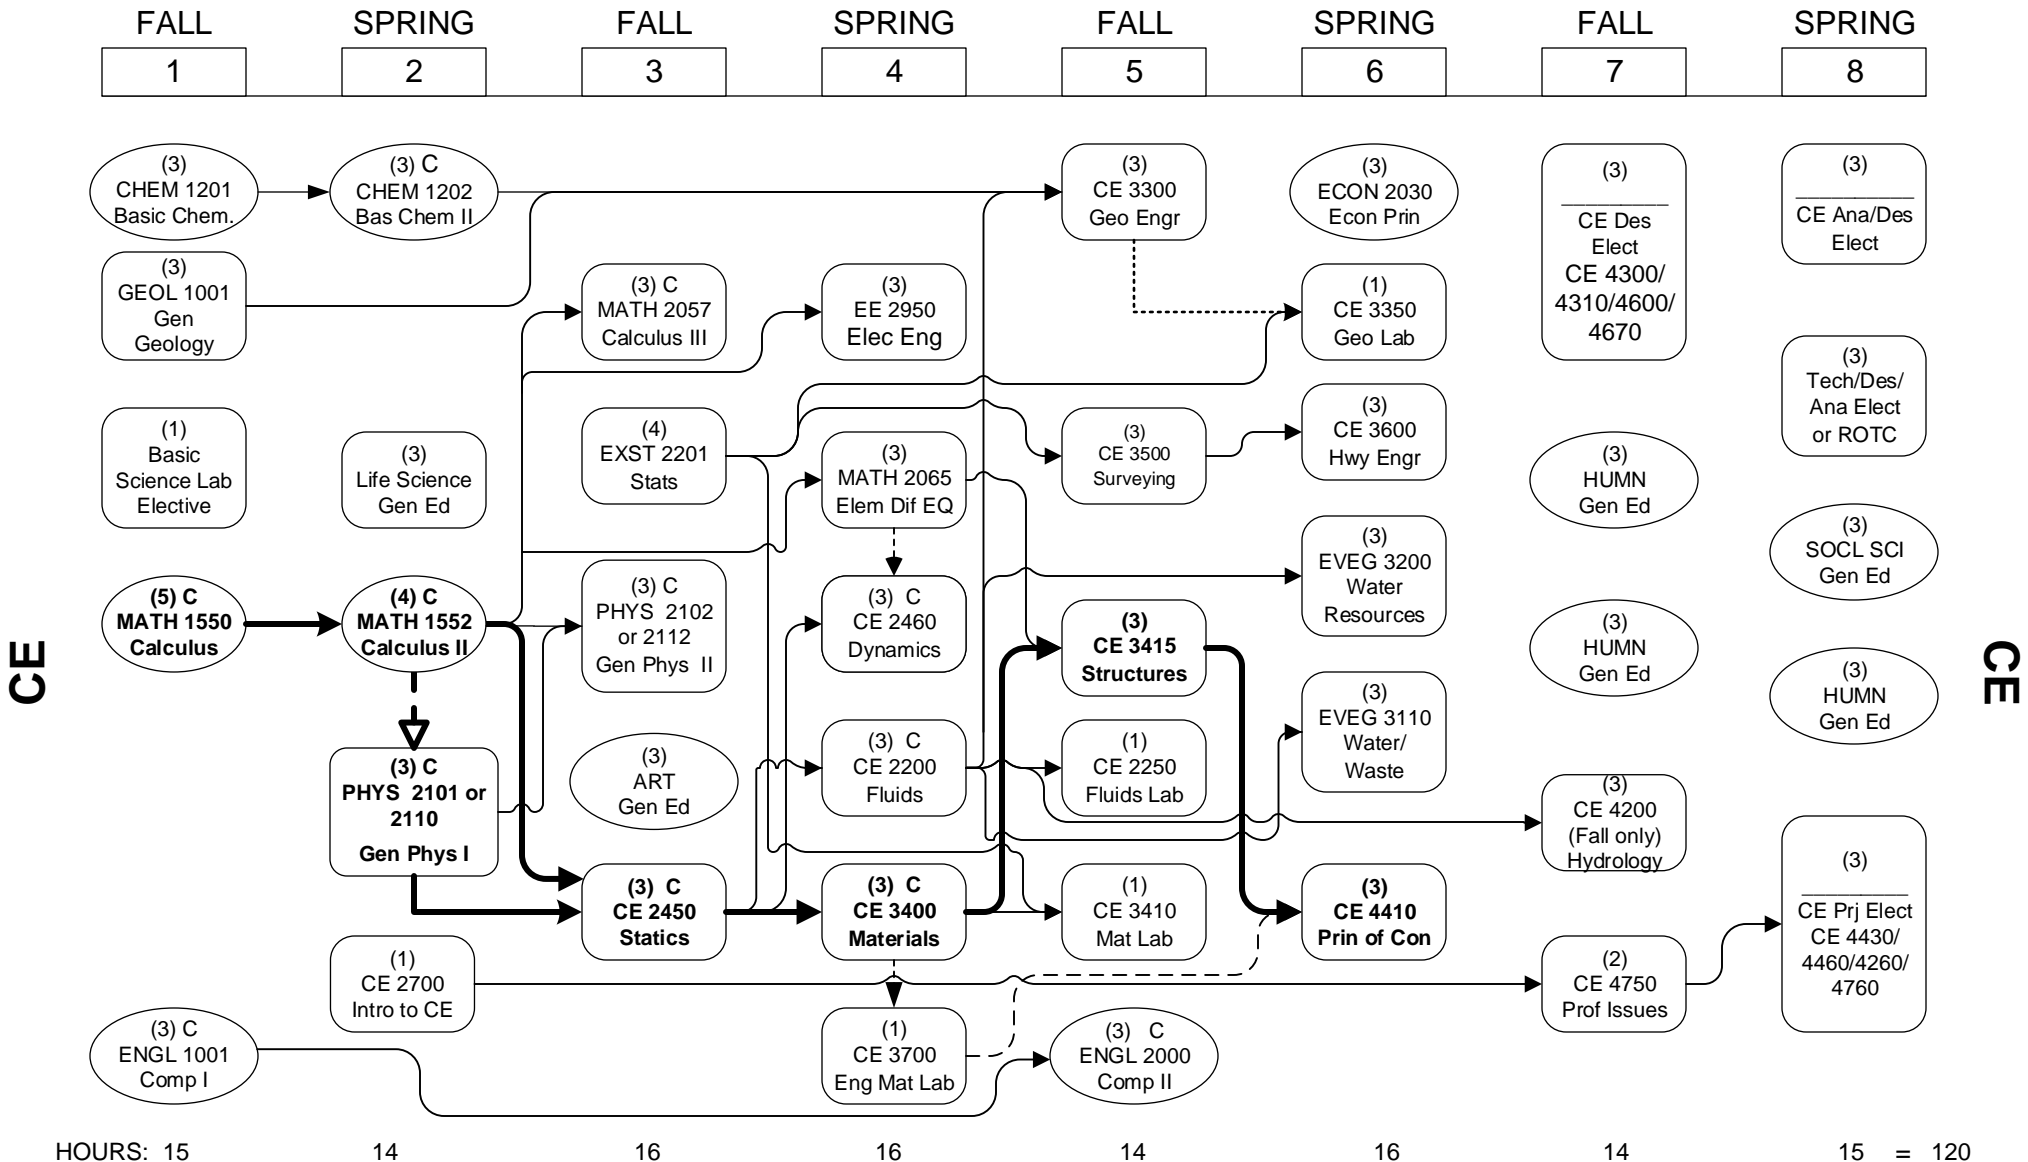 FALL
SPRING
FALL
SPRING
FALL
SPRING
FALL
SPRING
1
2
3
4
5
6
7
8
(3)
CHEM 1201
Basic Chem.
(3)
GEOL 1001
Gen
Geology
(1)
Basic
Science Lab
Elective
(5) C
MATH 1550
Calculus
(3) C
ENGL 1001
Comp I
(3) C
CHEM 1202
Bas Chem II
(3)
Life Science
Gen Ed
(4) C
MATH 1552
Calculus II
(3) C
PHYS 2101 or
2110
Gen Phys I
(1)
CE 2700
Intro to CE
(3) C
MATH 2057
Calculus III
(4)
EXST 2201
Stats
(3) C
PHYS 2102
or 2112
Gen Phys II
(3)
ART
Gen Ed
(3) C
CE 2450
Statics
(3)
EE 2950
Elec Eng
(3)
MATH 2065
Elem Dif EQ
(3) C
CE 2460
Dynamics
(3) C
CE 2200
Fluids
(3) C
CE 3400
Materials
(1)
CE 3700
Eng Mat Lab
(3)
CE 3300
Geo Engr
(3)
CE 3500
Surveying
(3)
CE 3415
Structures
(1)
CE 2250
Fluids Lab
(1)
CE 3410
Mat Lab
(3) C
ENGL 2000
Comp II
(3)
ECON 2030
Econ Prin
(1)
CE 3350
Geo Lab
(3)
CE 3600
Hwy Engr
(3)
EVEG 3200
Water
Resources
(3)
EVEG 3110
Water/
Waste
(3)
CE 4410
Prin of Con
(3)
__________
CE Des
Elect
CE 4300/
4310/4600/
4670
(3)
HUMN
Gen Ed
(3)
HUMN
Gen Ed
(3)
CE 4200
(Fall only)
Hydrology
(2)
CE 4750
Prof Issues
(3)
___________
CE Ana/Des
Elect
(3)
Tech/Des/
Ana Elect
or ROTC
(3)
SOCL SCI
Gen Ed
(3)
HUMN
Gen Ed
(3)
__________
CE Prj Elect
CE 4430/
4460/4260/
4760
CE
CE
HOURS: 15 14 16 16 14 16 14 15 = 120